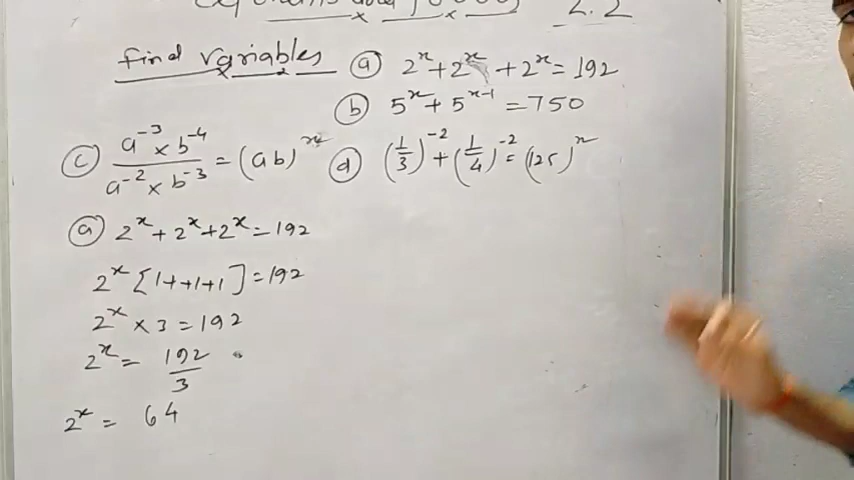 2.2
Find Variables (a) 2^x + 2^x + 2^x = 192
(b) 5^x + 5^(x-1) = 750
(c) (a^-3 × b^-4) / (a^-2 × b^-3) = (ab)^x (d) (1/3)^-2 + (1/4)^-2 = (125)^x
(a) 2^x + 2^x + 2^x = 192
2^x [1 + +1 +1] = 192
2^x × 3 = 192
2^x = 192/3
2^x = 64